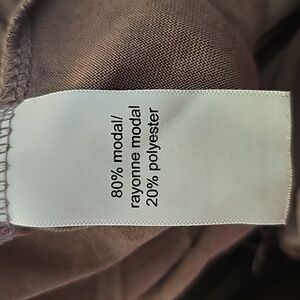 80% modal/
rayonne modal
20% polyester